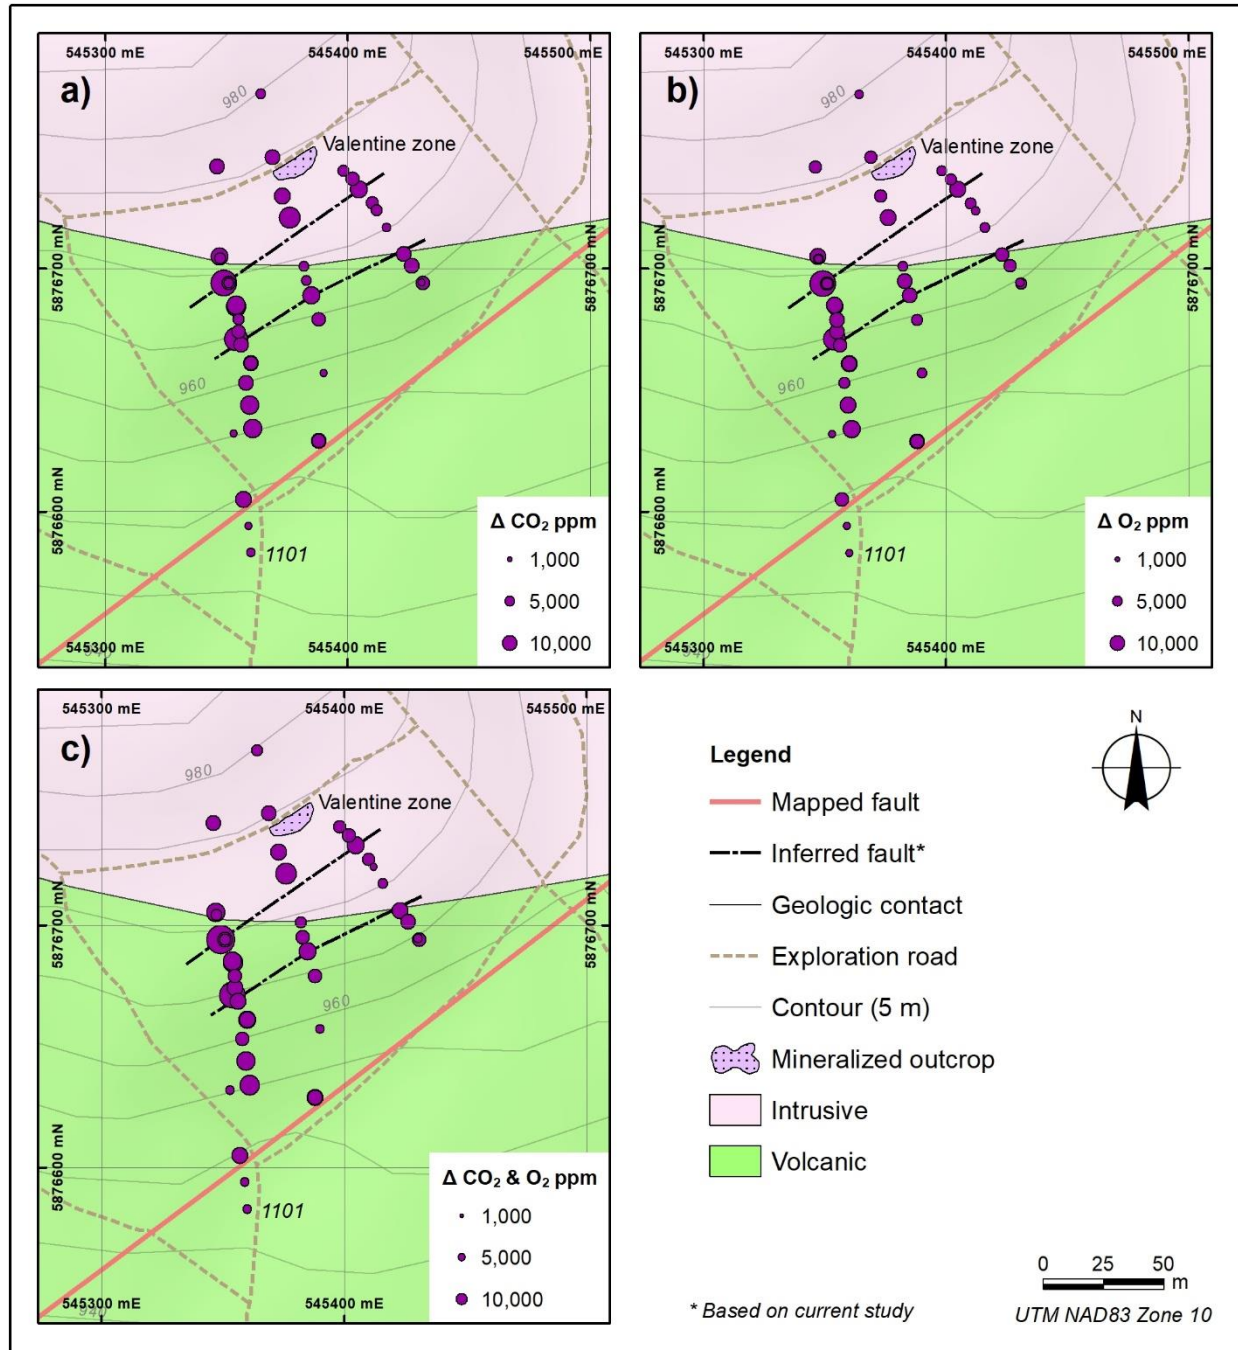 545300 mE
545400 mE
545500 mE
a)
980
Valentine zone
5876700 mN
5876700 mN
960
5876600 mN
1101
Δ CO₂ ppm
1,000
5,000
10,000
940
545300 mE
545400 mE
545300 mE
545400 mE
545500 mE
b)
980
Valentine zone
5876700 mN
5876700 mN
960
5876600 mN
1101
Δ O₂ ppm
1,000
5,000
10,000
940
545300 mE
545400 mE
545300 mE
545400 mE
545500 mE
c)
980
Valentine zone
5876700 mN
5876700 mN
960
5876600 mN
1101
Δ CO₂ & O₂ ppm
1,000
5,000
10,000
940
545300 mE
545400 mE
N
Legend
Mapped fault
Inferred fault*
Geologic contact
Exploration road
Contour (5 m)
Mineralized outcrop
Intrusive
Volcanic
0 25 50
m
* Based on current study
UTM NAD83 Zone 10